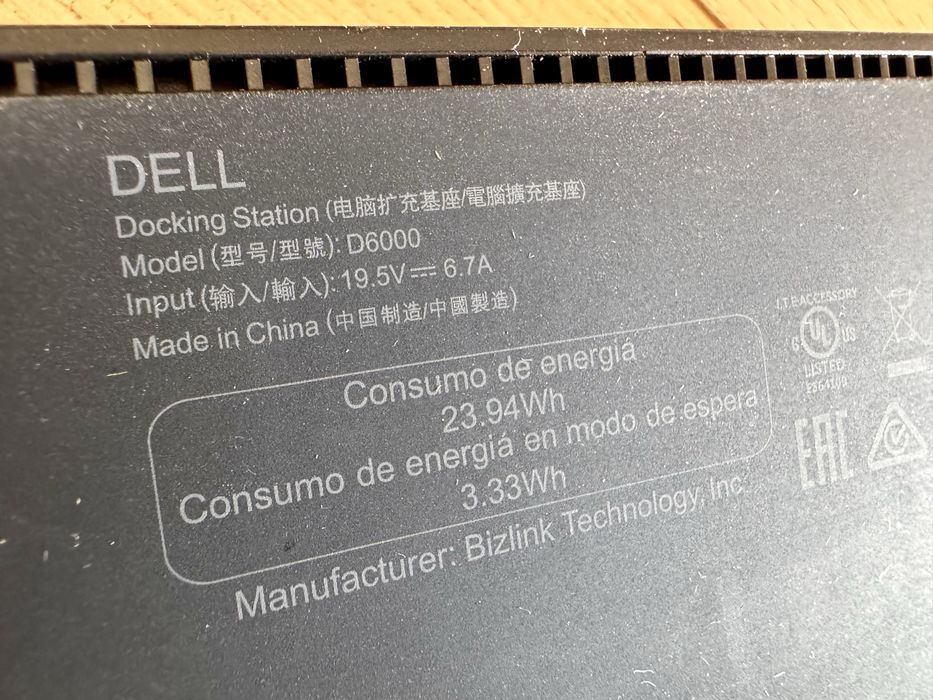 DELL
Docking Station (电脑扩充基座/電腦擴充基座)
Model (型号/型號): D6000
Input (输入/輸入): 19.5V⎓ 6.7A
Made in China (中国制造/中國製造)
Consumo de energiá
23.94Wh
Consumo de energiá en modo de espera
3.33Wh
Manufacturer: Bizlink Technology, Inc.
I.T.E. ACCESSORY
c UL US
LISTED
EAC